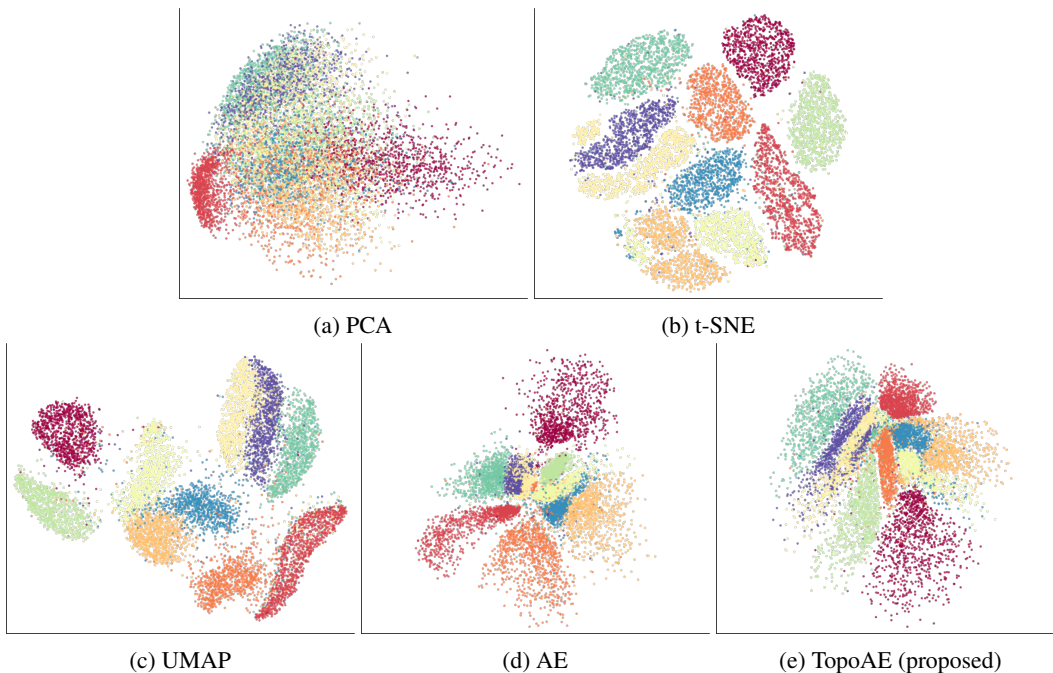 (a) PCA
(b) t-SNE
(c) UMAP
(d) AE
(e) TopoAE (proposed)